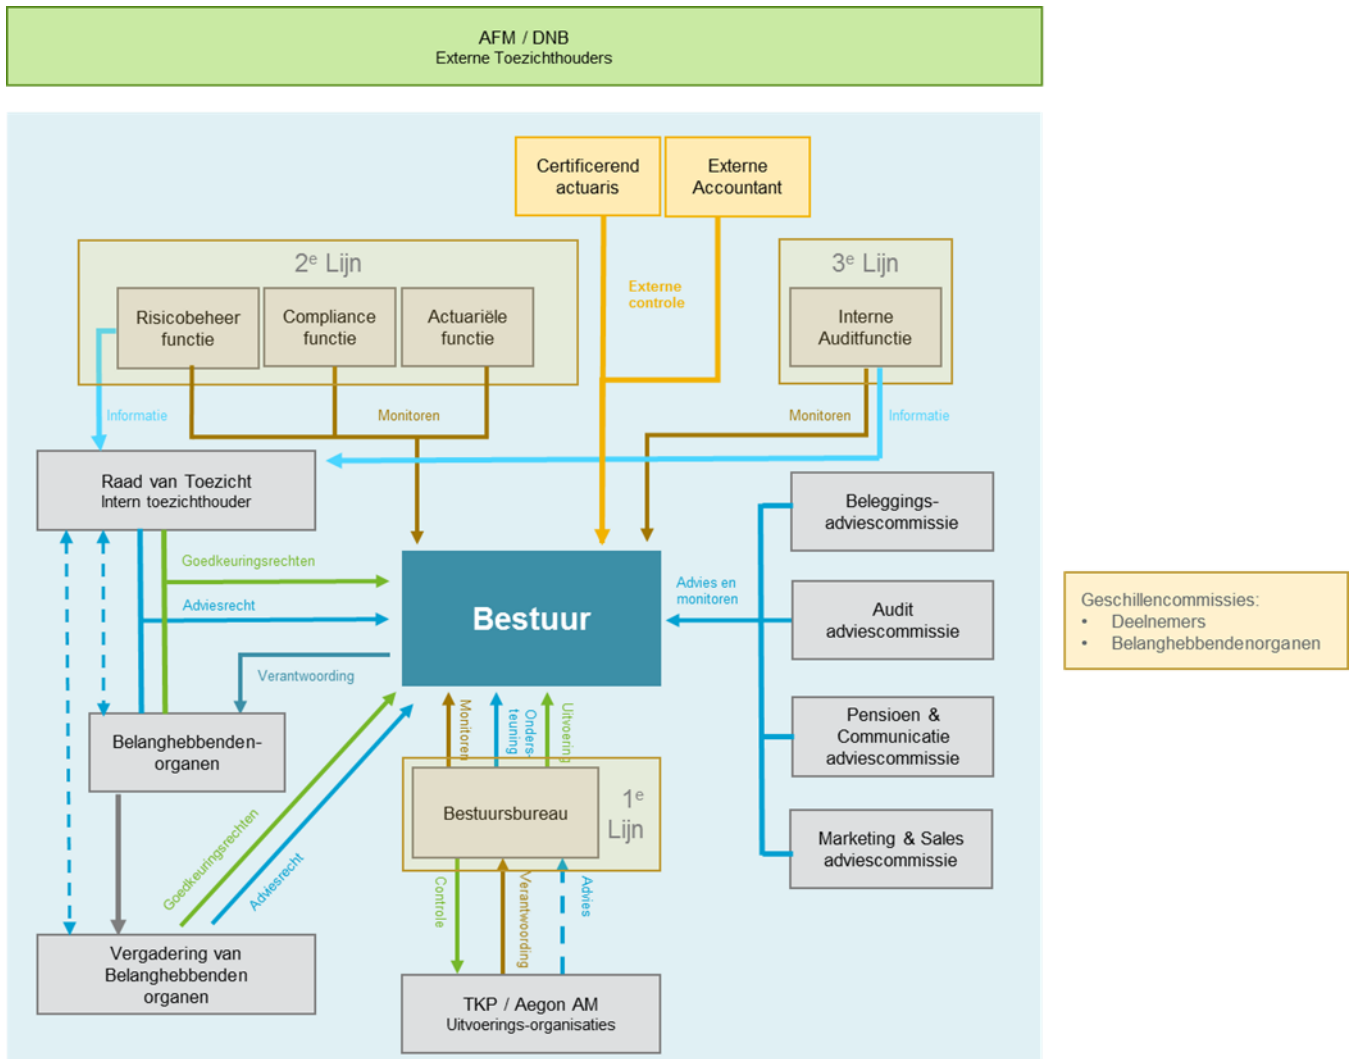 AFM / DNB
Externe Toezichthouders
Certificerend
actuaris
Externe
Accountant
2e Lijn
3e Lijn
Risicobeheer
functie
Compliance
functie
Actuariële
functie
Externe
controle
Interne
Auditfunctie
Informatie
Monitoren
Monitoren
Informatie
Raad van Toezicht
Intern toezichthouder
Beleggings-
adviescommissie
Goedkeuringsrechten
Adviesrecht
Bestuur
Advies en
monitoren
Audit
adviescommissie
Geschillencommissies:
• Deelnemers
• Belanghebbendenorganen
Verantwoording
Monitoren
Onders-
teuning
Uitvoering
Pensioen &
Communicatie
adviescommissie
Belanghebbenden-
organen
Bestuursbureau
1e
Lijn
Marketing & Sales
adviescommissie
Goedkeuringsrechten
Adviesrecht
Controle
Verantwoording
Advies
Vergadering van
Belanghebbenden
organen
TKP / Aegon AM
Uitvoerings-organisaties